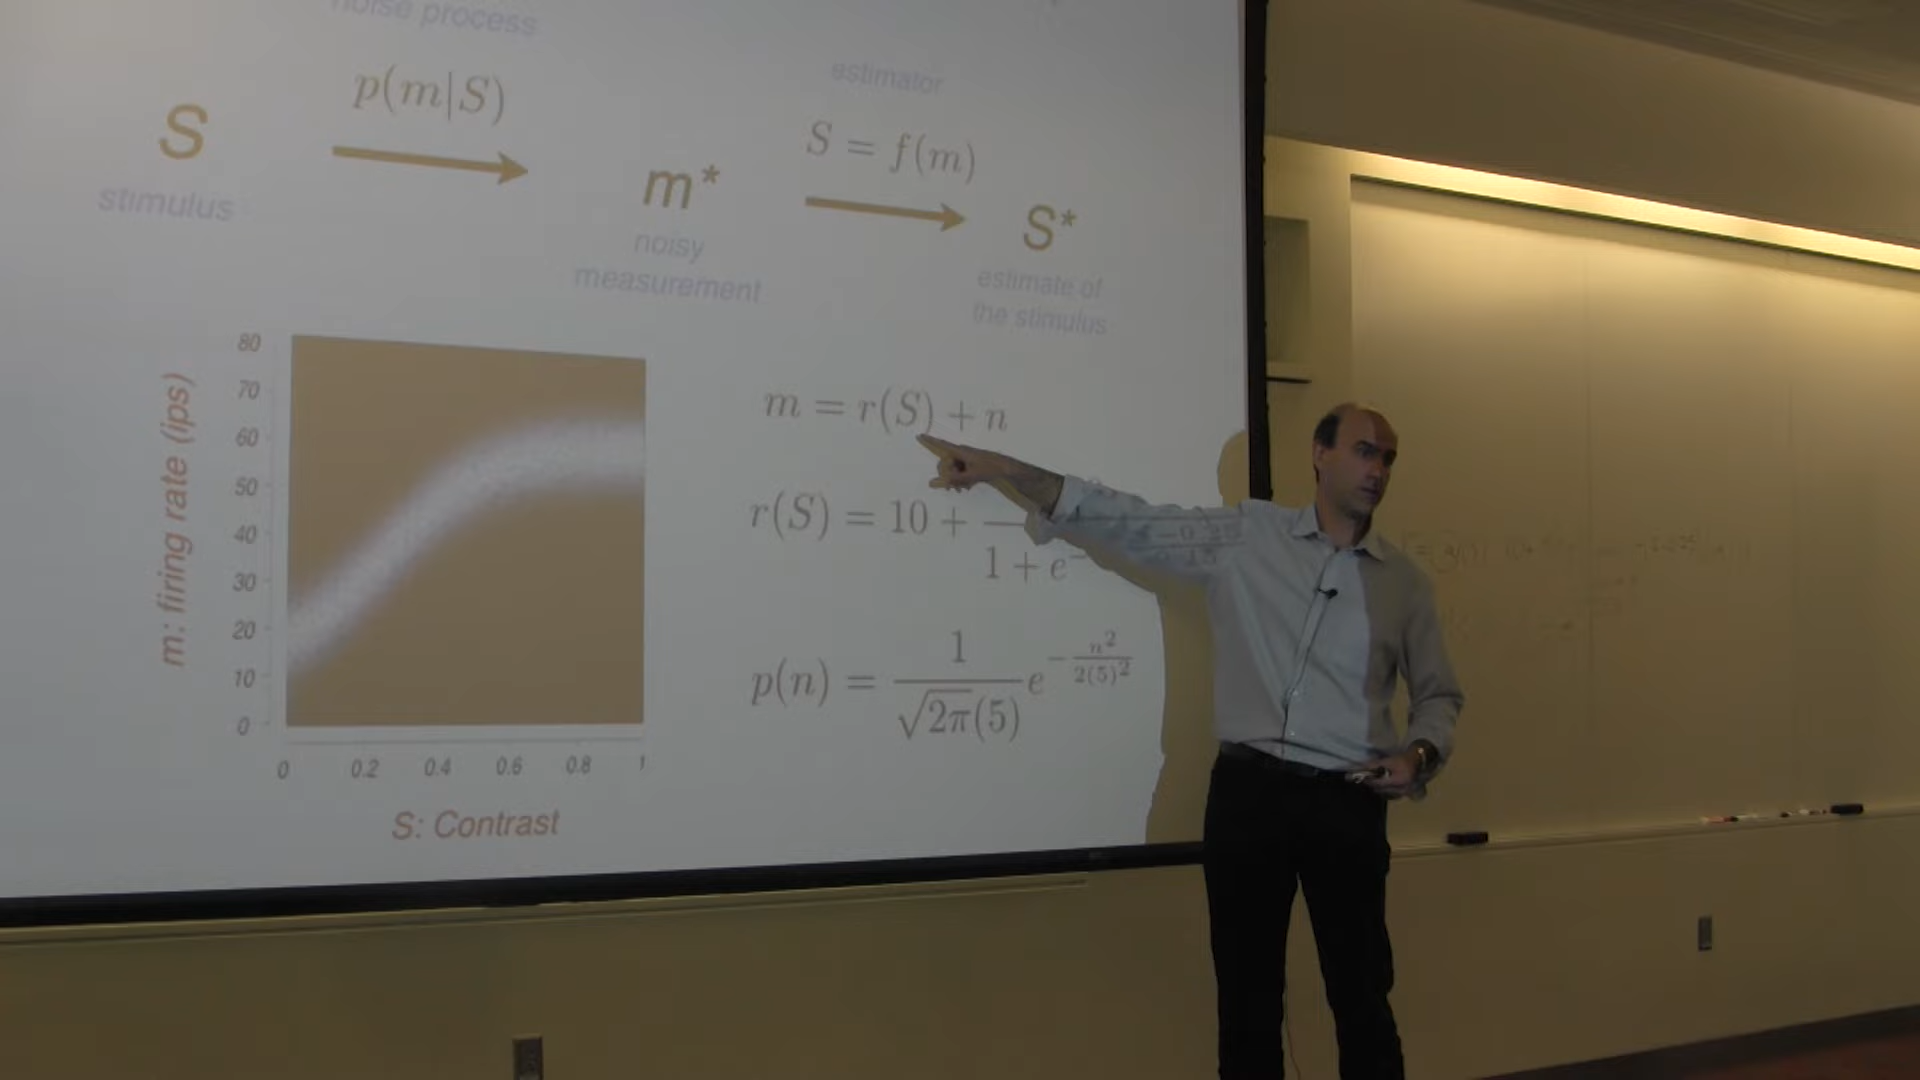 noise process
estimator
p(m|S)
S = f(m)
S
m*
S*
stimulus
noisy
measurement
estimate of
the stimulus
80
70
60
50
40
30
20
10
0
m: firing rate (ips)
0 0.2 0.4 0.6 0.8 1
S: Contrast
m = r(S) + n
r(S) = 10 +
1 + e
p(n) = 1 / √2π(5) e^(− n² / 2(5)²)